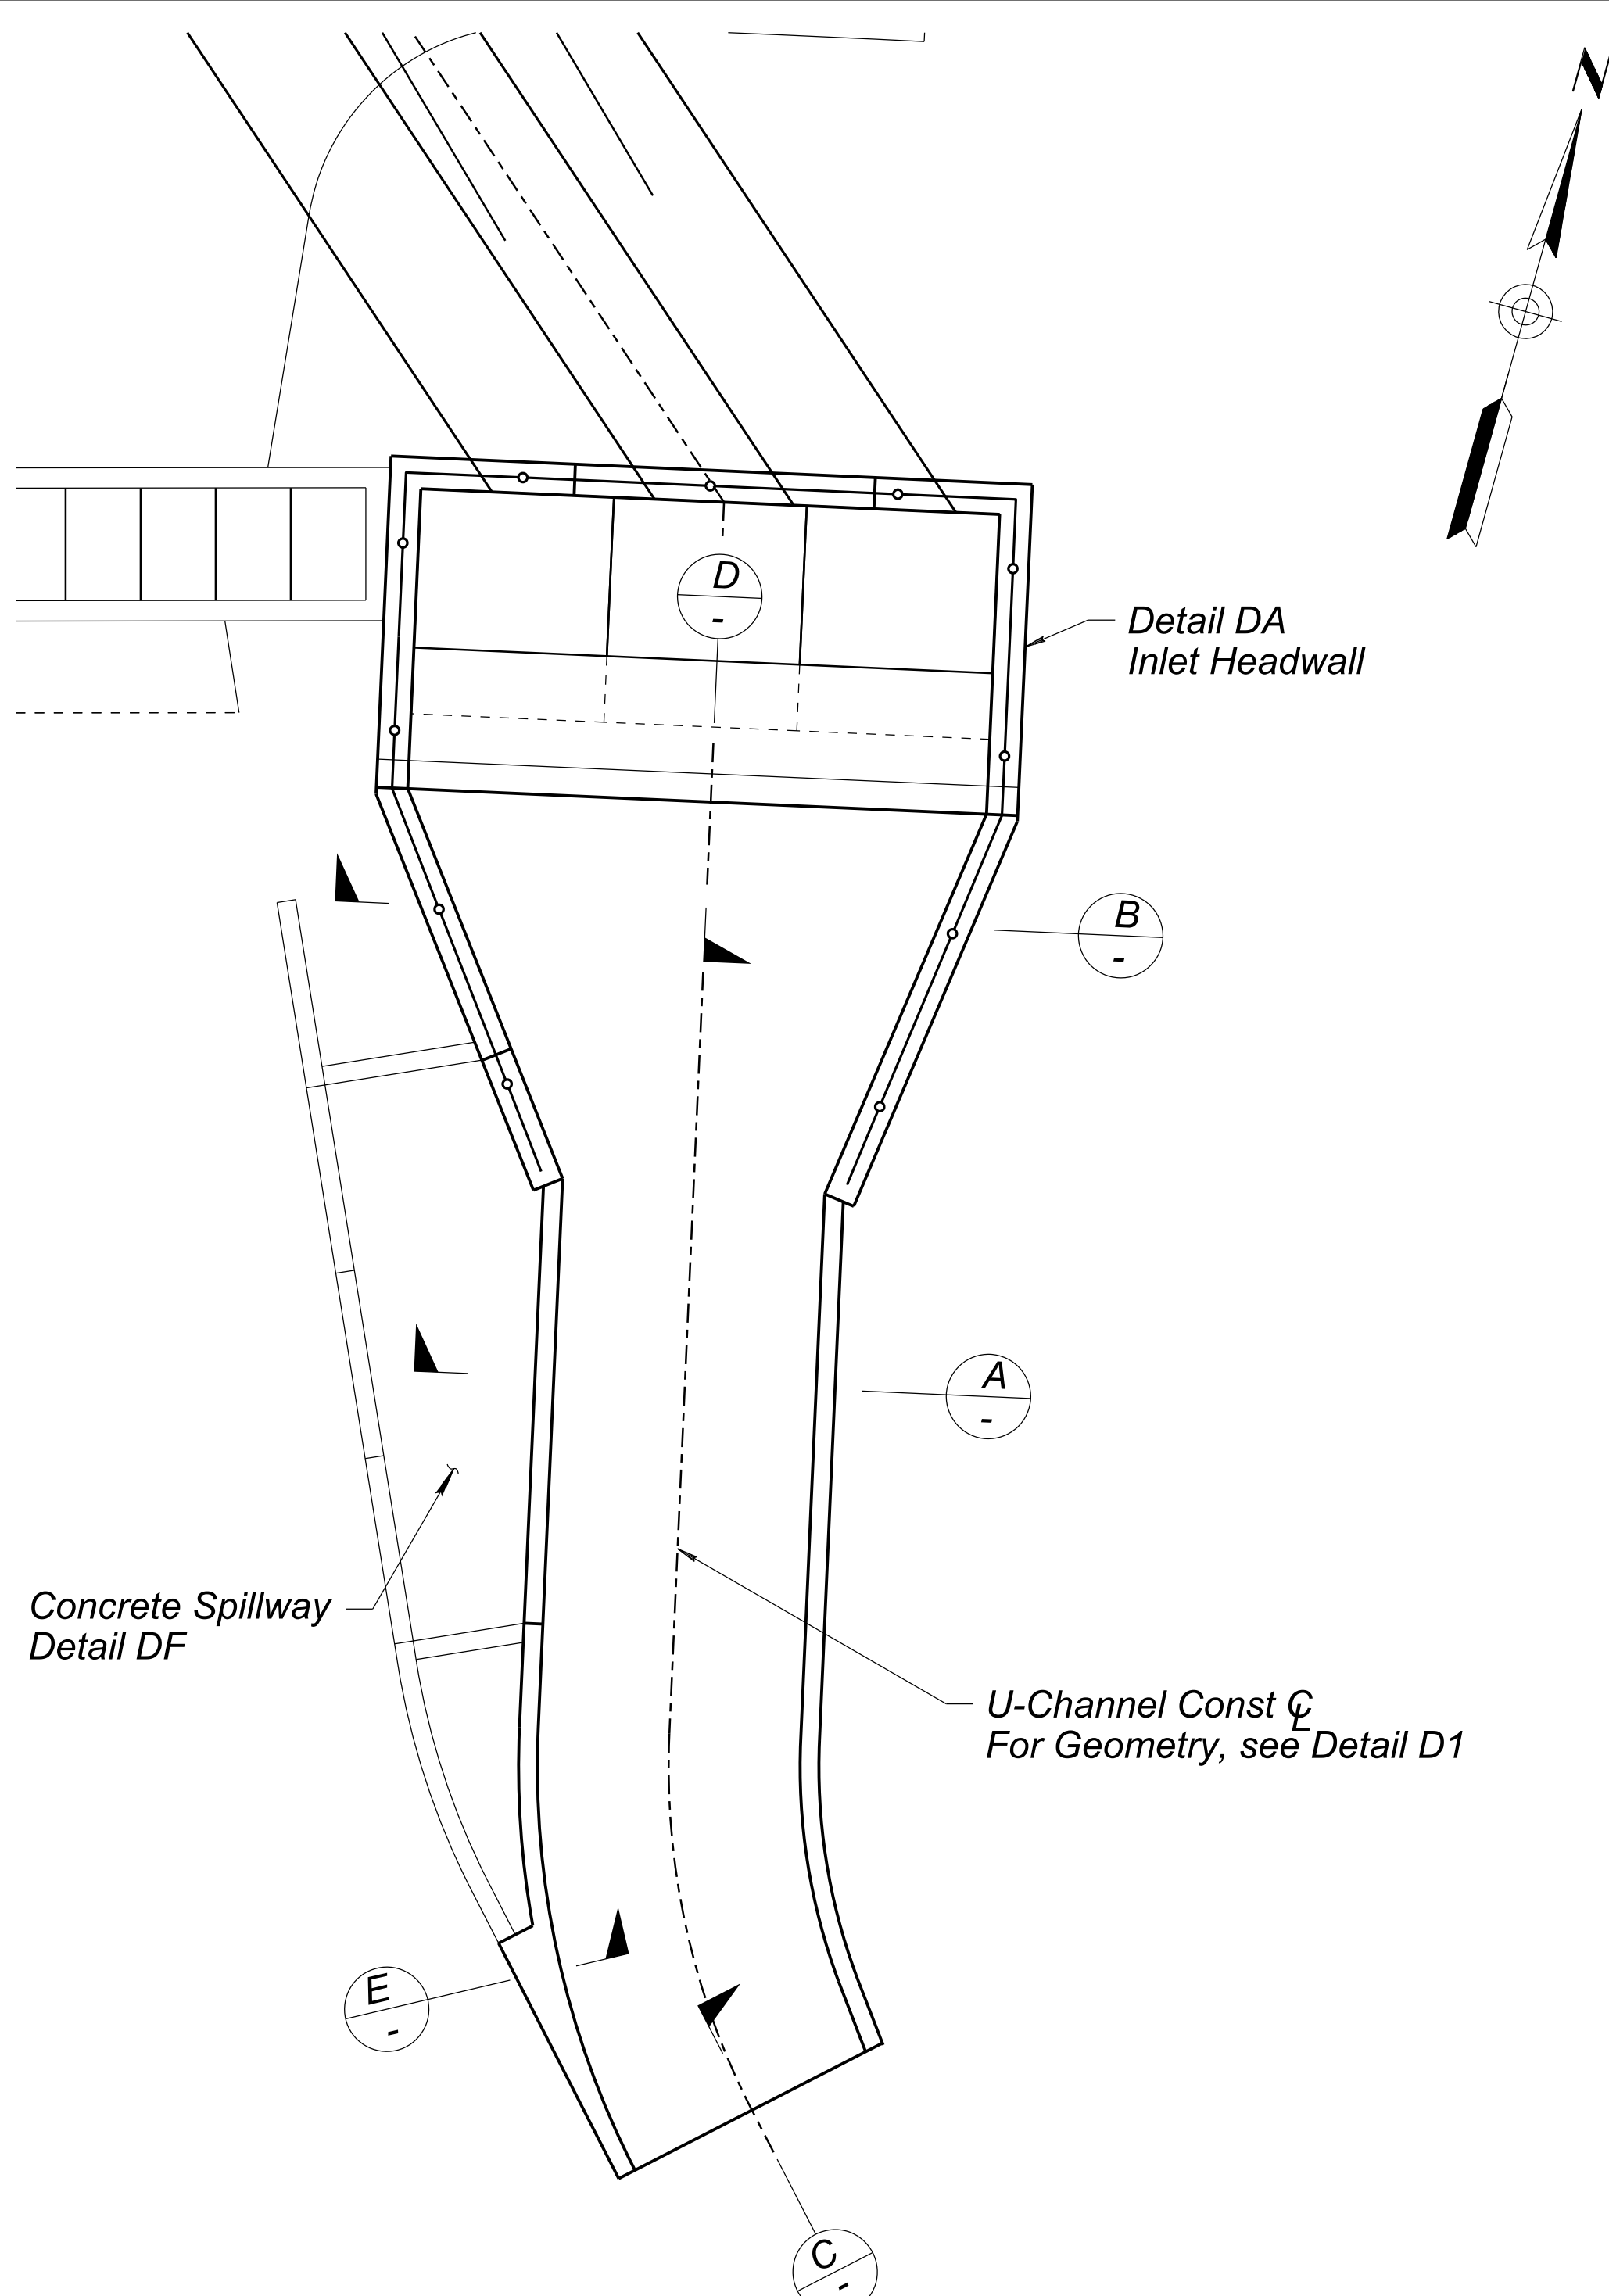 N
D
-
Detail DA
Inlet Headwall
B
-
A
-
Concrete Spillway
Detail DF
U-Channel Const CL
For Geometry, see Detail D1
E
-
C
-